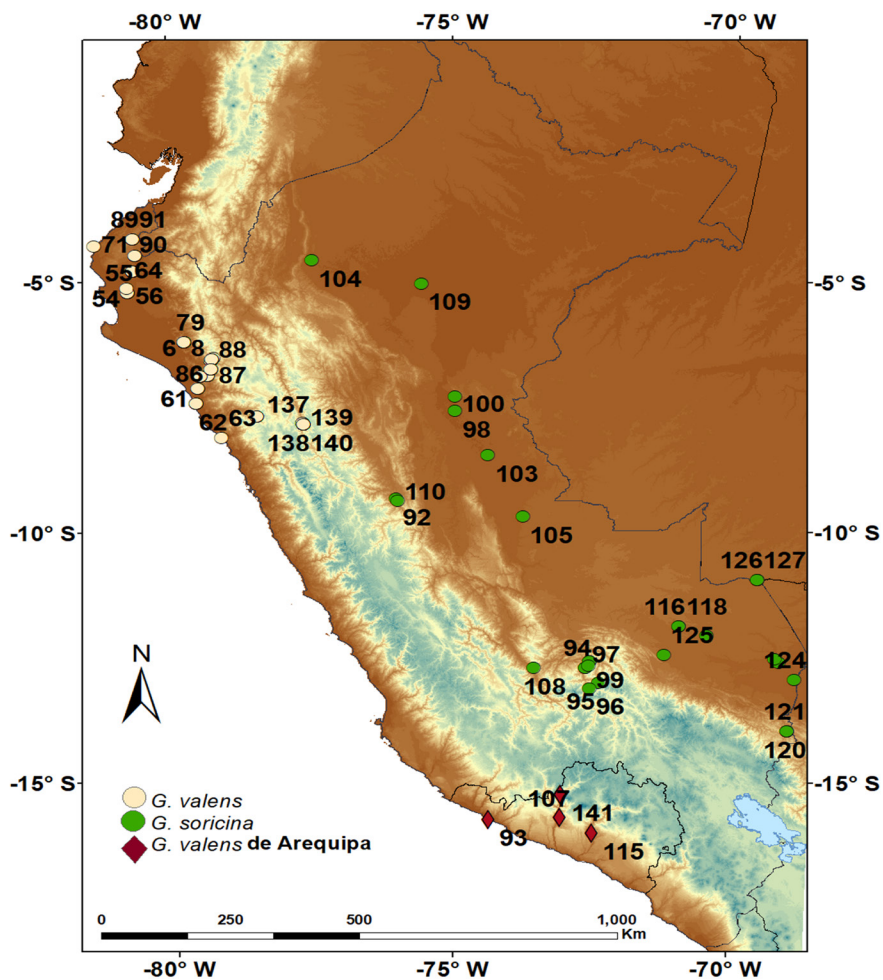 -80° W -75° W -70° W
8991
71 90
55 64
54 56
104
109
-5° S -5° S
79
6 8 88
86 87
61
137
62 63 139
138 140
100
98
103
110
92
105
-10° S -10° S
126127
116118
125
94 97
124
108 99
95 96
121
120
N
-15° S -15° S
107
141
93
115
G. valens
G. soricina
G. valens de Arequipa
0 250 500 1,000
Km
-80° W -75° W -70° W